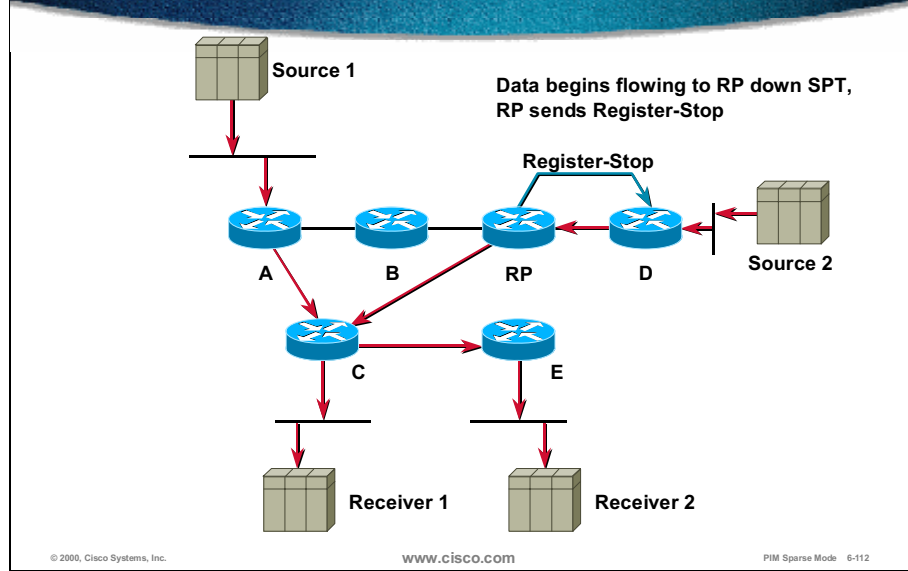 Source 1
Data begins flowing to RP down SPT,
RP sends Register-Stop
Register-Stop
Source 2
A
B
RP
D
C
E
Receiver 1
Receiver 2
© 2000, Cisco Systems, Inc.
www.cisco.com
PIM Sparse Mode 6-112